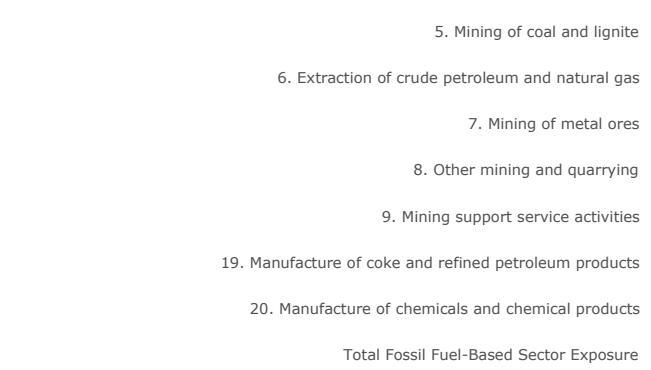 5. Mining of coal and lignite
6. Extraction of crude petroleum and natural gas
7. Mining of metal ores
8. Other mining and quarrying
9. Mining support service activities
19. Manufacture of coke and refined petroleum products
20. Manufacture of chemicals and chemical products
Total Fossil Fuel-Based Sector Exposure